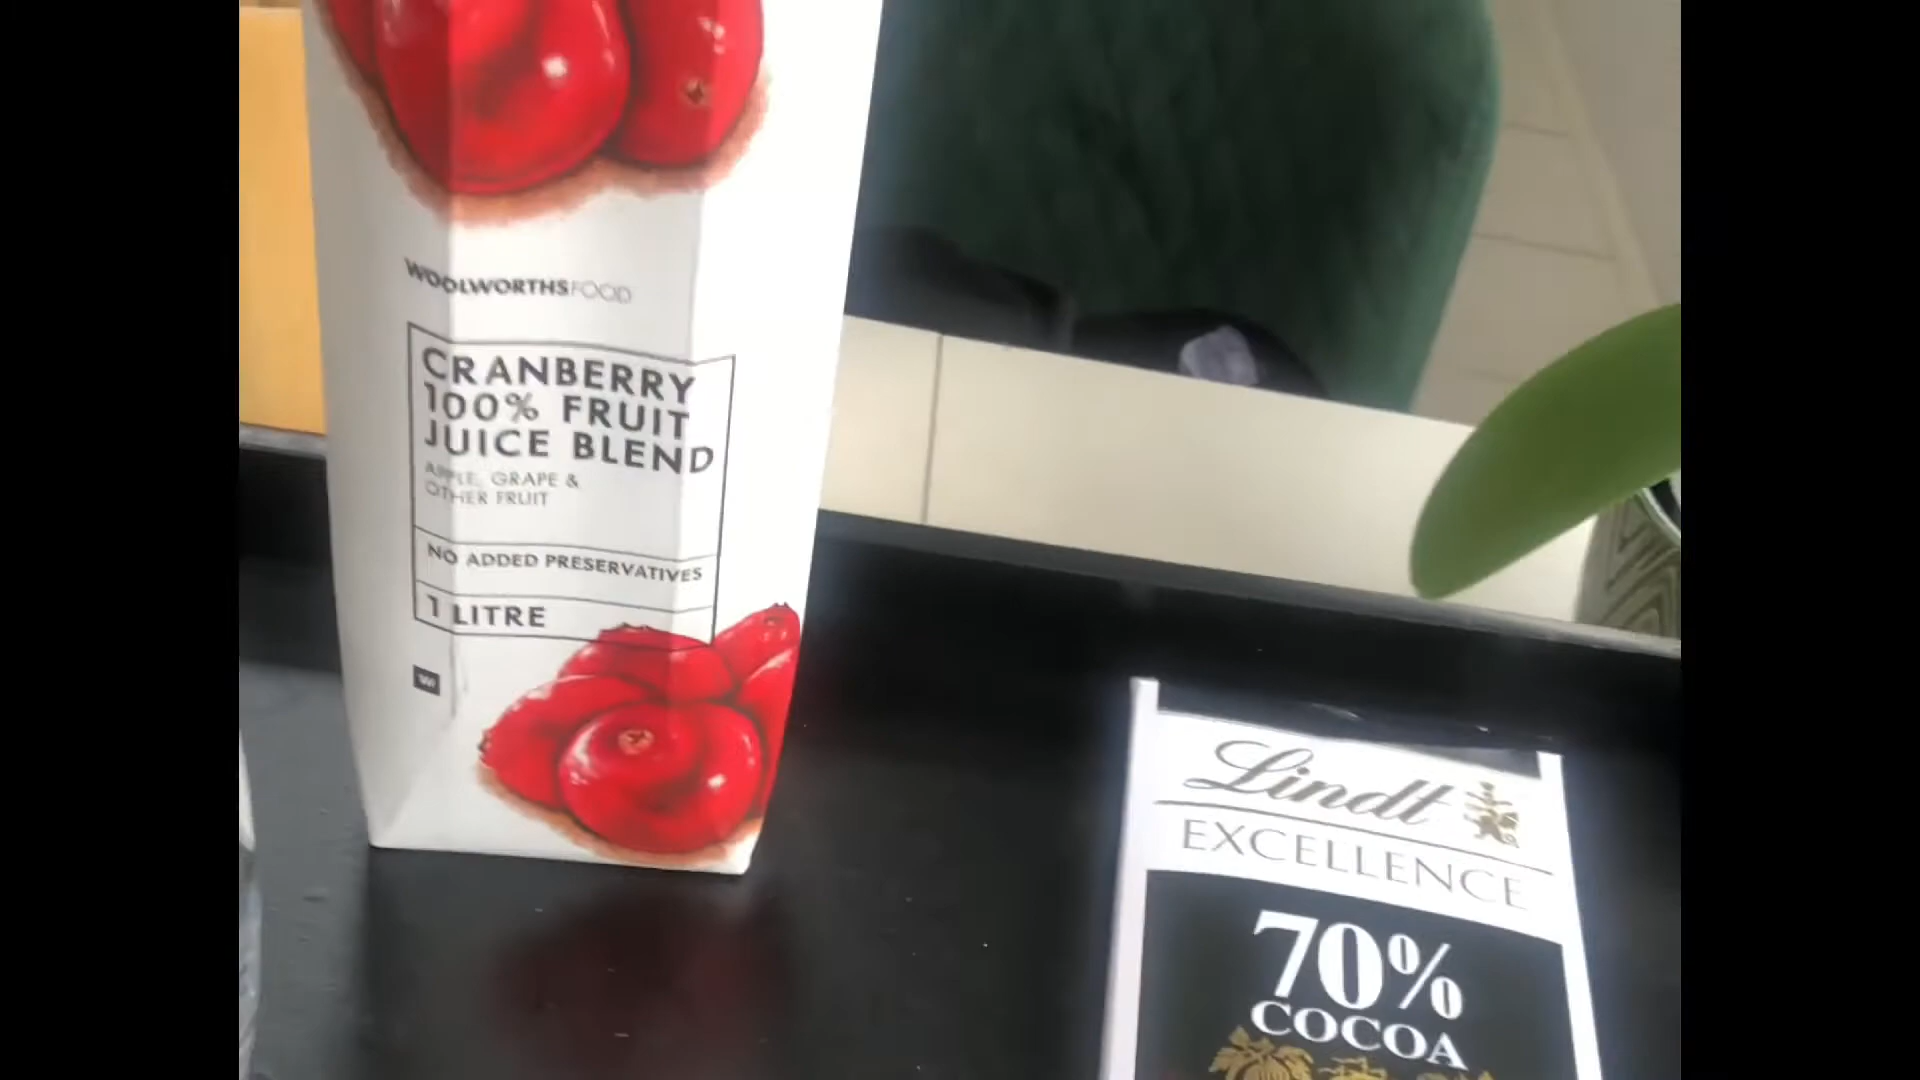 WOOLWORTHSFOOD
CRANBERRY
100% FRUIT
JUICE BLEND
APPLE, GRAPE &
OTHER FRUIT
NO ADDED PRESERVATIVES
1 LITRE
W
Lindt
EXCELLENCE
70%
COCOA